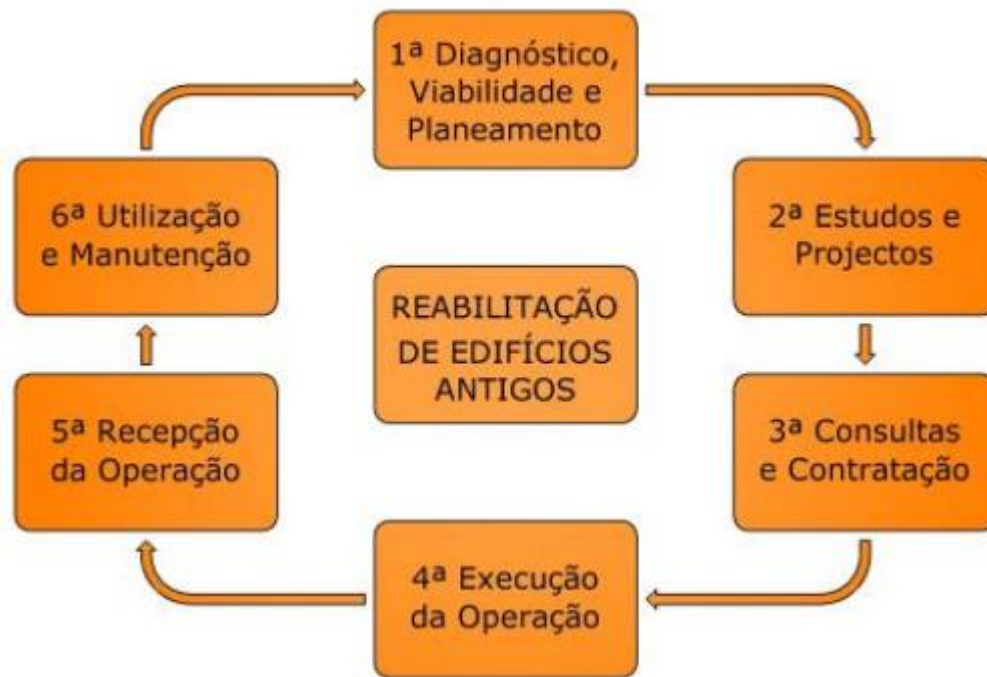 1ª Diagnóstico,
Viabilidade e
Planeamento
2ª Estudos e
Projectos
3ª Consultas
e Contratação
4ª Execução
da Operação
5ª Recepção
da Operação
6ª Utilização
e Manutenção
REABILITAÇÃO
DE EDIFÍCIOS
ANTIGOS